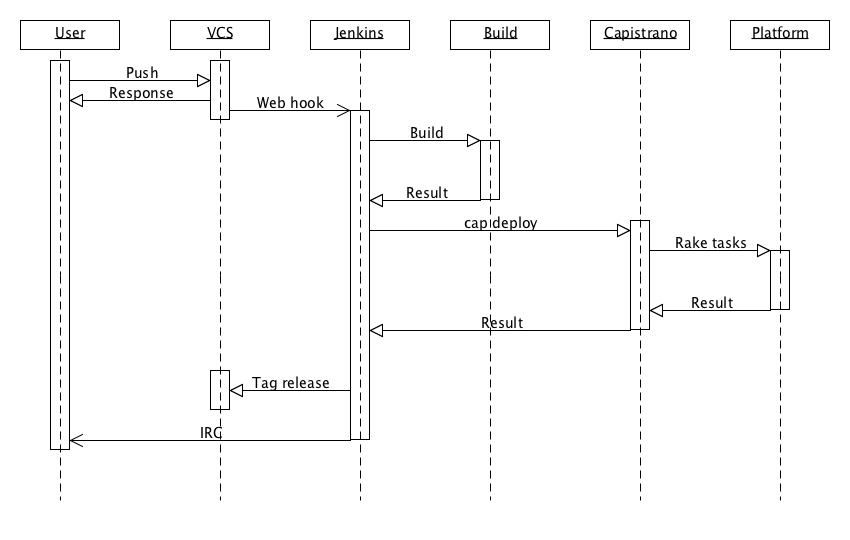 User
VCS
Jenkins
Build
Capistrano
Platform
Push
Response
Web hook
Build
Result
cap deploy
Rake tasks
Result
Result
Tag release
IRC